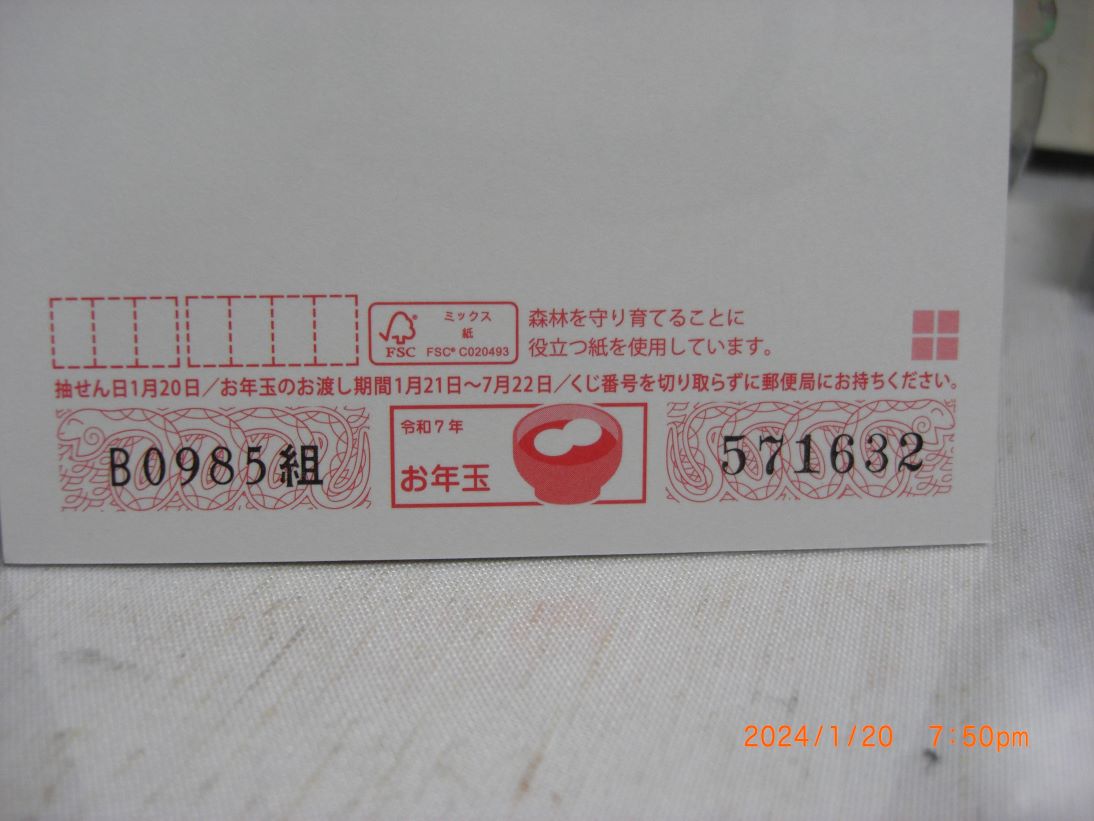 ミックス
紙
FSC® FSC® C020493
森林を守り育てることに
役立つ紙を使用しています。
抽せん日1月20日／お年玉のお渡し期間1月21日～7月22日／くじ番号を切り取らずに郵便局にお持ちください。
B0985組
令和7年
お年玉
571632
2024/1/20 7:50pm